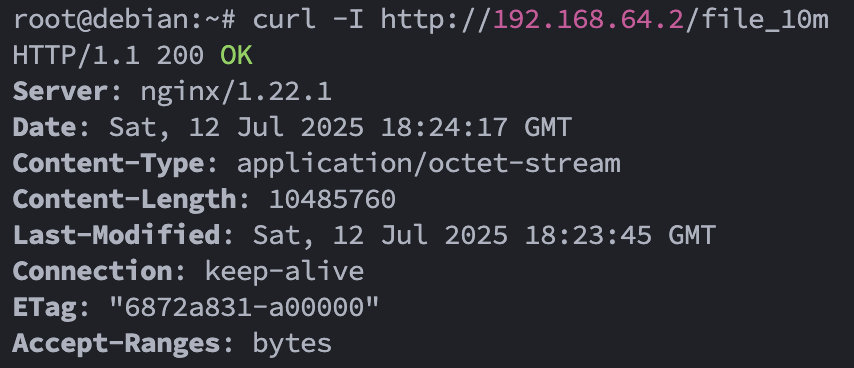 root@debian:~# curl -I http://192.168.64.2/file_10m
HTTP/1.1 200 OK
Server: nginx/1.22.1
Date: Sat, 12 Jul 2025 18:24:17 GMT
Content-Type: application/octet-stream
Content-Length: 10485760
Last-Modified: Sat, 12 Jul 2025 18:23:45 GMT
Connection: keep-alive
ETag: "6872a831-a00000"
Accept-Ranges: bytes